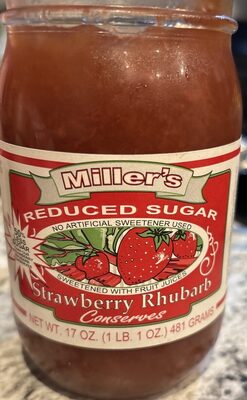 Miller's
REDUCED SUGAR
NO ARTIFICIAL SWEETENER USED
SWEETENED WITH FRUIT JUICES
Strawberry Rhubarb
Conserves
NET WT. 17 OZ. (1 LB. 1 OZ.) 481 GRAMS